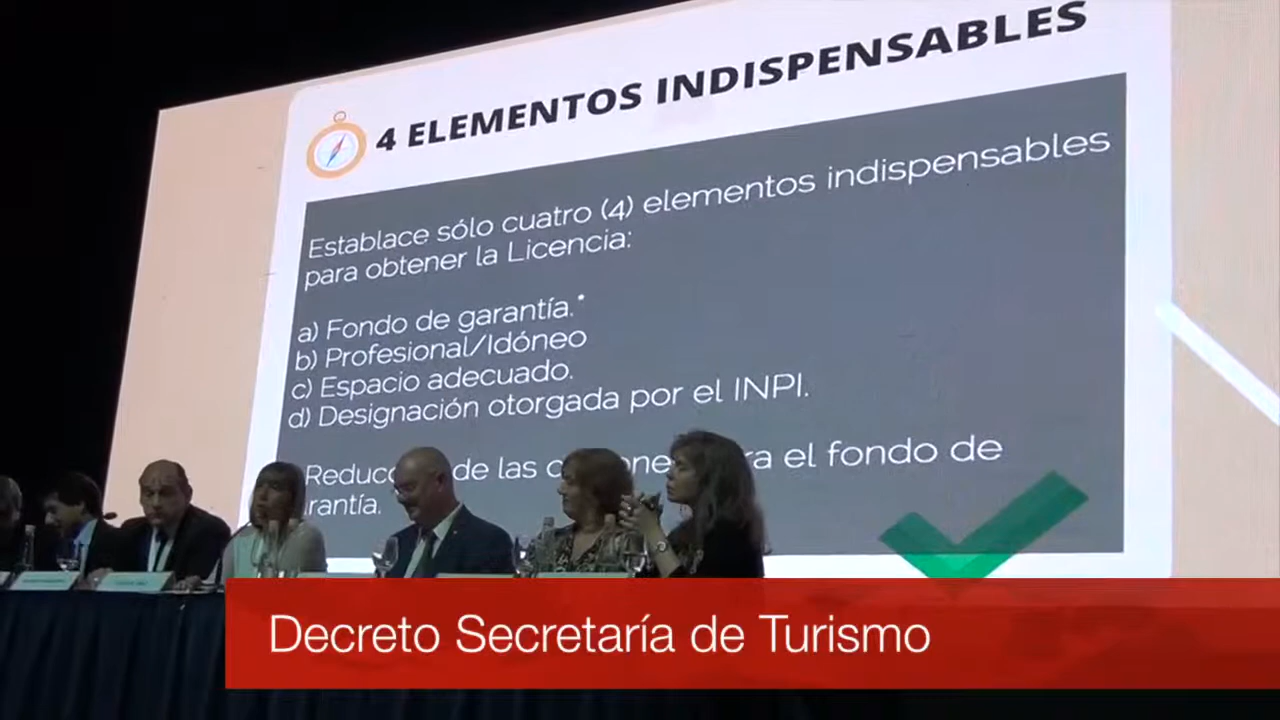 4 ELEMENTOS INDISPENSABLES
Establace sólo cuatro (4) elementos indispensables
para obtener la Licencia:
a) Fondo de garantía.*
b) Profesional/Idóneo
c) Espacio adecuado.
d) Designación otorgada por el INPI.
de las el fondo de
Decreto Secretaría de Turismo